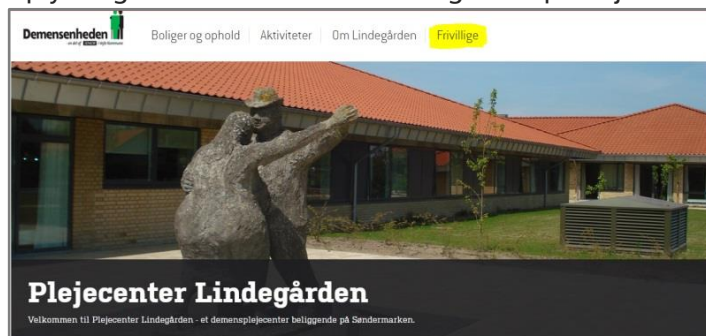 Demensenheden
Boliger og ophold Aktiviteter Om Lindegården Frivillige
Plejecenter Lindegården
Velkommen til Plejecenter Lindegården - et demensplejecenter beliggende på Søndermarken.